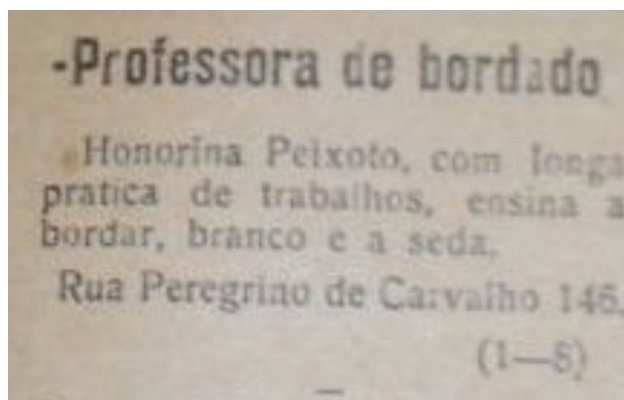 -Professora de bordado
Honorina Peixoto, com longa
pratica de trabalhos, ensina a
bordar, branco e a seda.
Rua Peregrino de Carvalho 146.
(1—8)